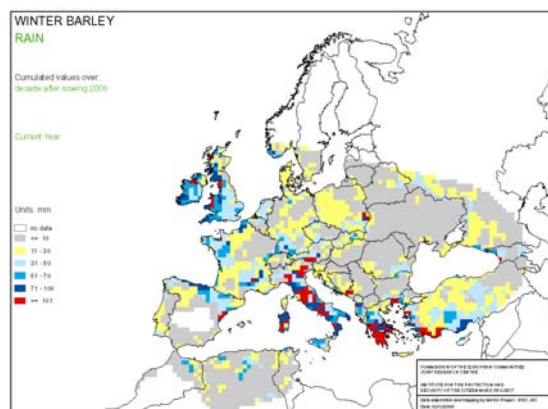 WINTER BARLEY
RAIN
Cumulated values over:
decade after sowing 2006
Current Year
Units: mm
no data
<= 10
11 - 30
31 - 50
51 - 70
71 - 100
>= 101
COMMISSION OF THE EUROPEAN COMMUNITIES
JOINT RESEARCH CENTRE
INSTITUTE FOR THE PROTECTION AND
SECURITY OF THE CITIZEN